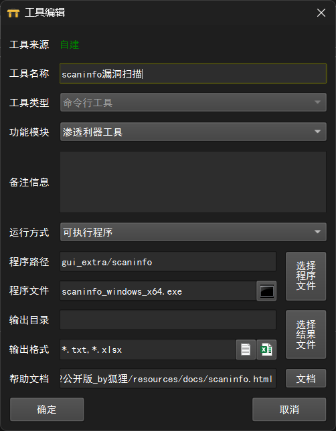 工具编辑
工具来源 自建
工具名称 scaninfo漏洞扫描
工具类型 命令行工具
功能模块 渗透利器工具
备注信息
运行方式 可执行程序
程序路径 gui_extra/scaninfo
选择程序文件
程序文件 scaninfo_windows_x64.exe
输出目录
选择结果文件
输出格式 *.txt,*.xlsx
帮助文档 公开版_by狐狸/resources/docs/scaninfo.html 文档
确定 取消